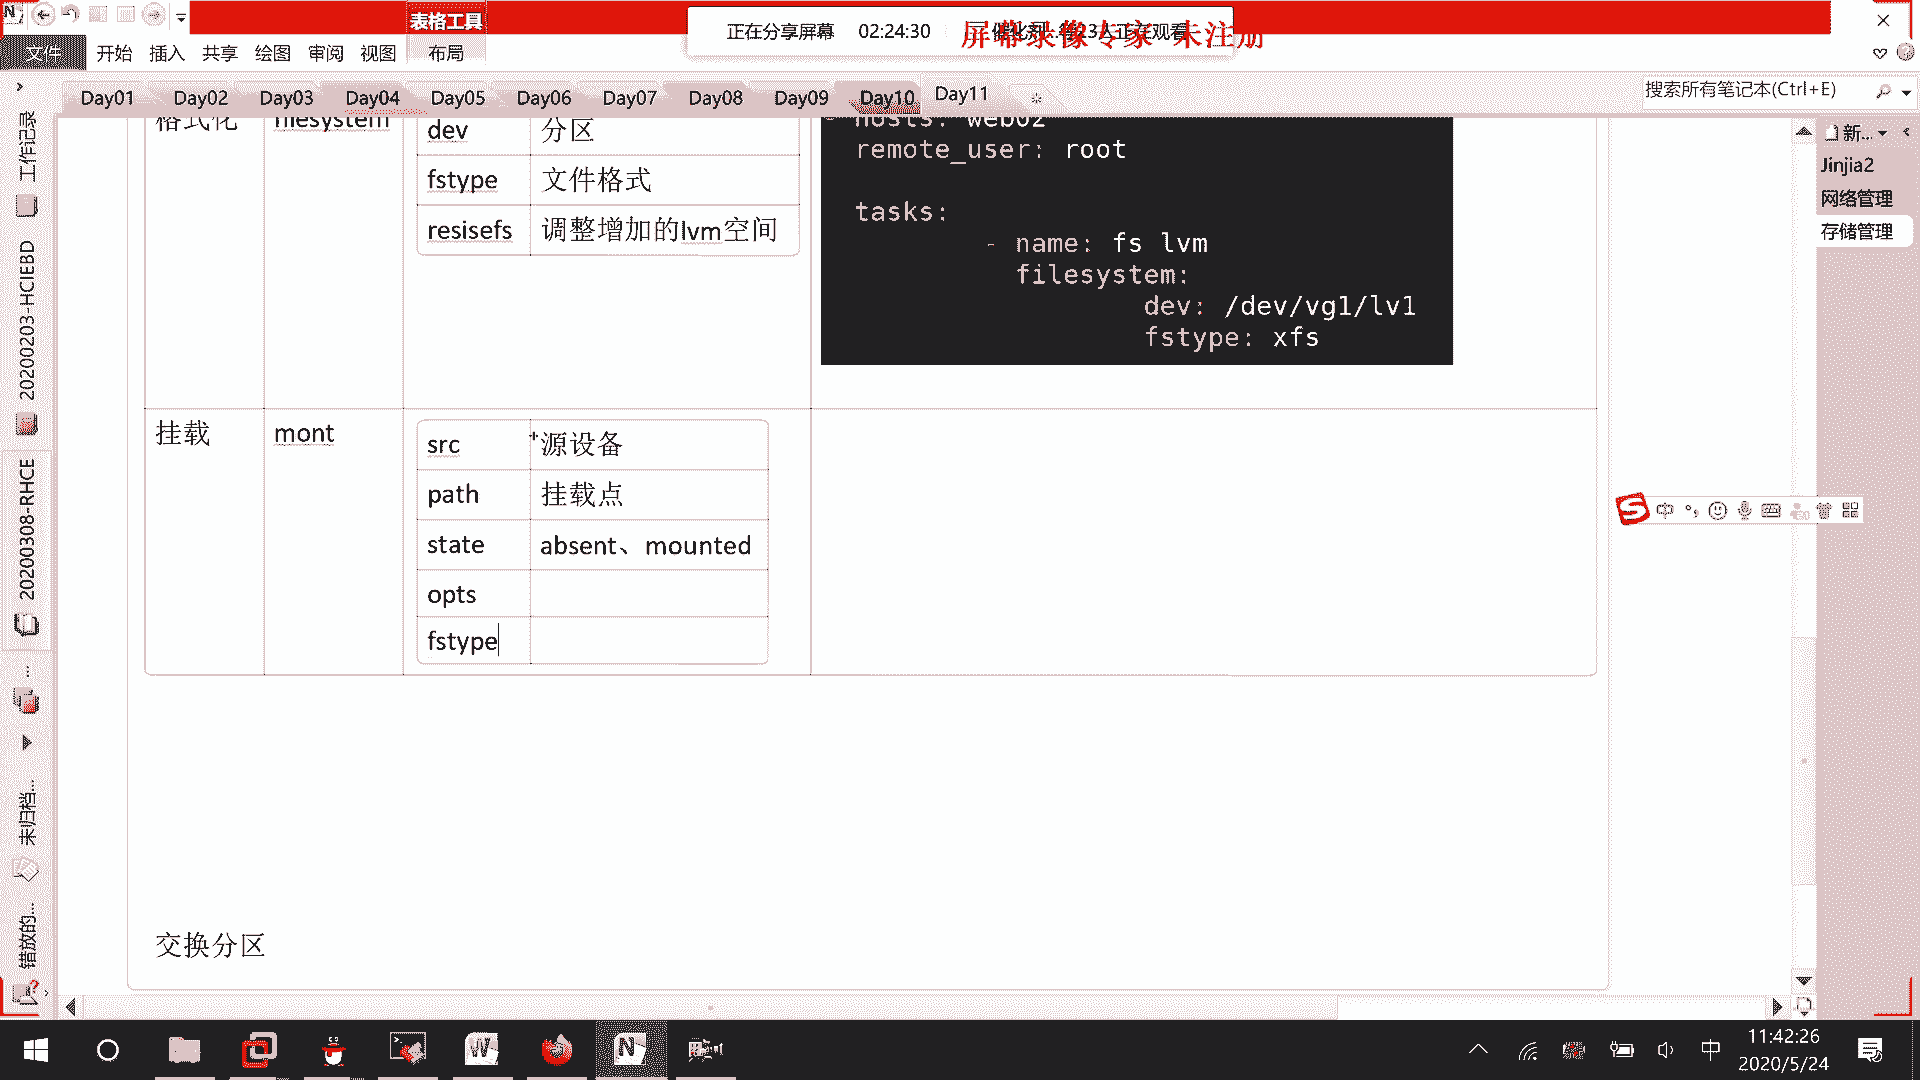 表格工具
正在分享屏幕 02:24:30
屏幕录像专家 未注册
文件 开始 插入 共享 绘图 审阅 视图 布局
Day01 Day02 Day03 Day04 Day05 Day06 Day07 Day08 Day09 Day10 Day11
搜索所有笔记本(Ctrl+E)
工作记录
20200203-HCIEBD
20200308-RHCE
...
未归档...
错放的...
新...
Jinjia2
网络管理
存储管理
格式化 filesystem
dev 分区
fstype 文件格式
resisefs 调整增加的lvm空间
- hosts: web02
remote_user: root
tasks:
- name: fs lvm
filesystem:
dev: /dev/vg1/lv1
fstype: xfs
挂载 mont
src 源设备
path 挂载点
state absent、mounted
opts
fstype
交换分区
中
中
11:42:26
2020/5/24